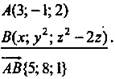 A(3; −1; 2)
B(x; y²; z² − 2z)
AB{5; 8; 1}